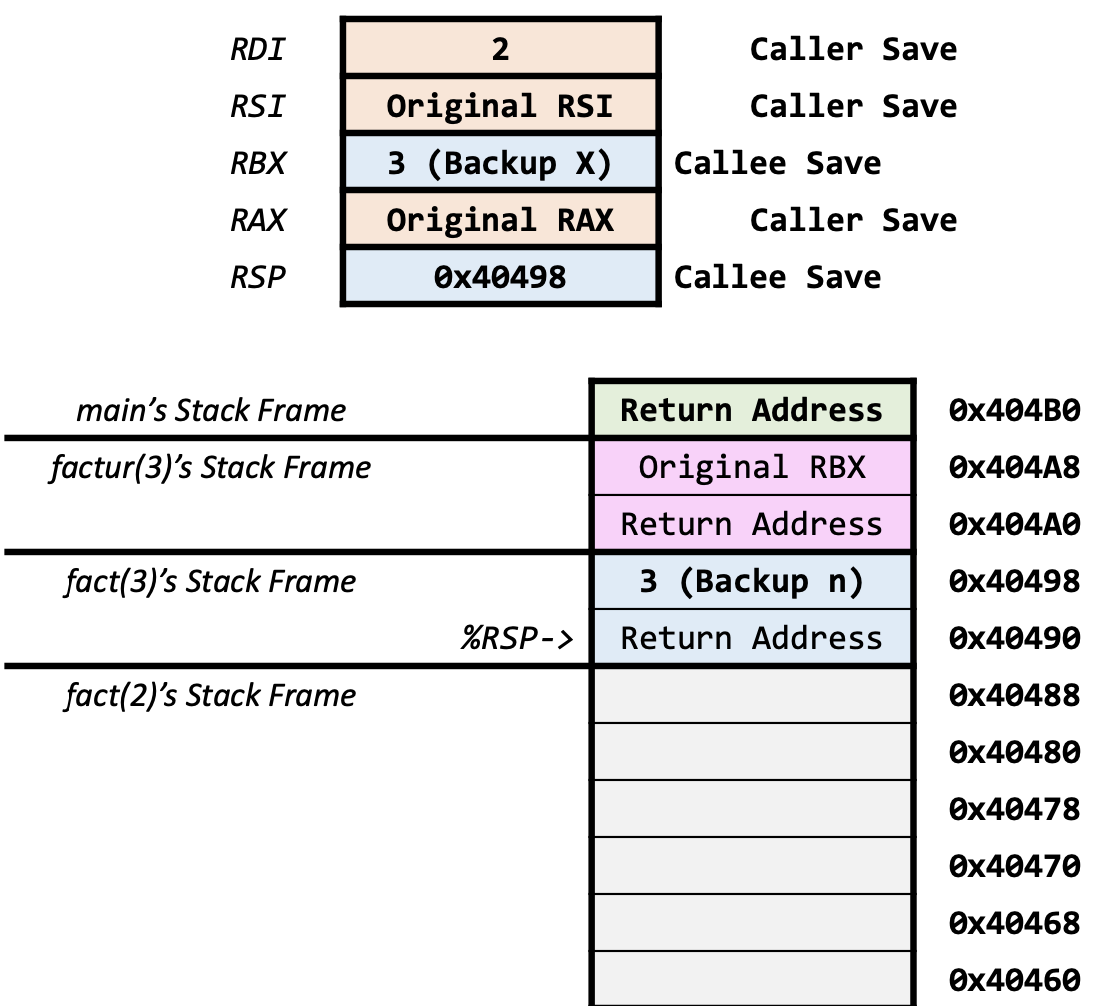 RDI 2 Caller Save
RSI Original RSI Caller Save
RBX 3 (Backup X) Callee Save
RAX Original RAX Caller Save
RSP 0x40498 Callee Save
main's Stack Frame Return Address 0x404B0
factur(3)'s Stack Frame Original RBX 0x404A8
Return Address 0x404A0
fact(3)'s Stack Frame 3 (Backup n) 0x40498
%RSP-> Return Address 0x40490
fact(2)'s Stack Frame 0x40488
0x40480
0x40478
0x40470
0x40468
0x40460